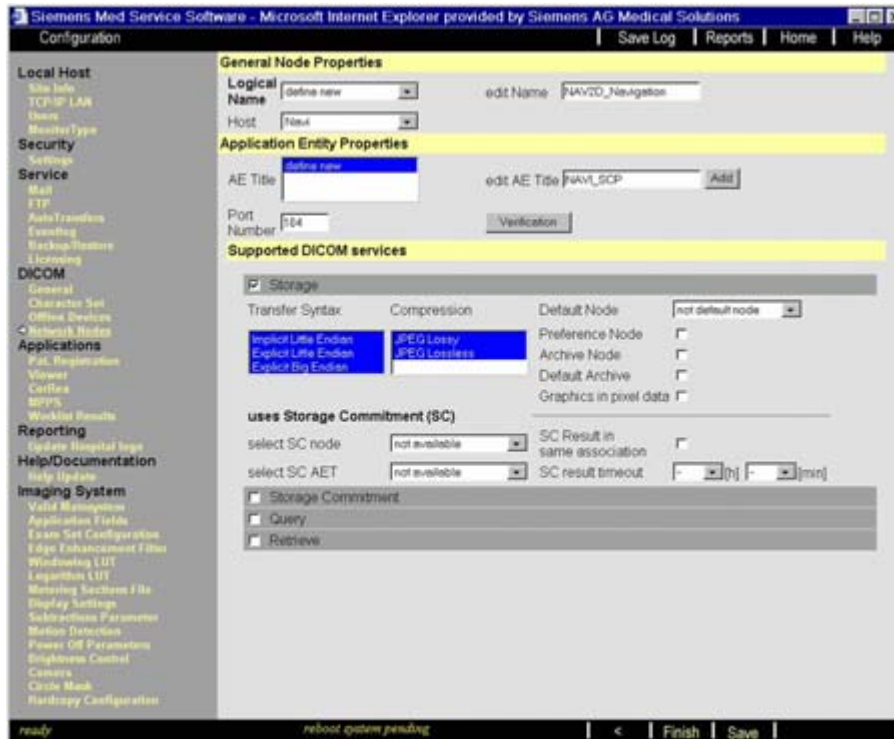 Siemens Med Service Software - Microsoft Internet Explorer provided by Siemens AG Medical Solutions
Configuration
Save Log
Reports
Home
Help
Local Host
Site Info
TCP/IP LAN
Users
MonitorType
Security
Settings
Service
Mail
FTP
AutoTransfers
Eventlog
Backup/Restore
Licensing
DICOM
General
Character Set
Offline Devices
Network Nodes
Applications
Pat. Registration
Viewer
CarRea
MPPS
Worklist Results
Reporting
Update Hospital logo
Help/Documentation
Help Update
Imaging System
Application Fields
Exam Set Configuration
Edge Enhancement Filter
Windowing LUT
Logarithm LUT
Metering Sections File
Display Settings
Subtractions Parameter
Motion Detection
Power Off Parameters
Brightness Control
Camera
Circle Mask
Hardcopy Configuration
General Node Properties
Logical Name
define new
edit Name
NAV2D_Navigation
Host
Navi
Application Entity Properties
AE Title
define new
edit AE Title
NAVI_SCP
Add
Port Number
104
Verification
Supported DICOM services
Storage
Transfer Syntax
Compression
Default Node
not default node
Implicit Little Endian
Explicit Little Endian
Explicit Big Endian
JPEG Lossy
JPEG Lossless
Preference Node
Archive Node
Default Archive
Graphics in pixel data
uses Storage Commitment (SC)
select SC node
not available
SC Result in same association
select SC AET
not available
SC result timeout
- [h] - [min]
Storage Commitment
Query
Retrieve
ready
reboot system pending
<
Finish
Save